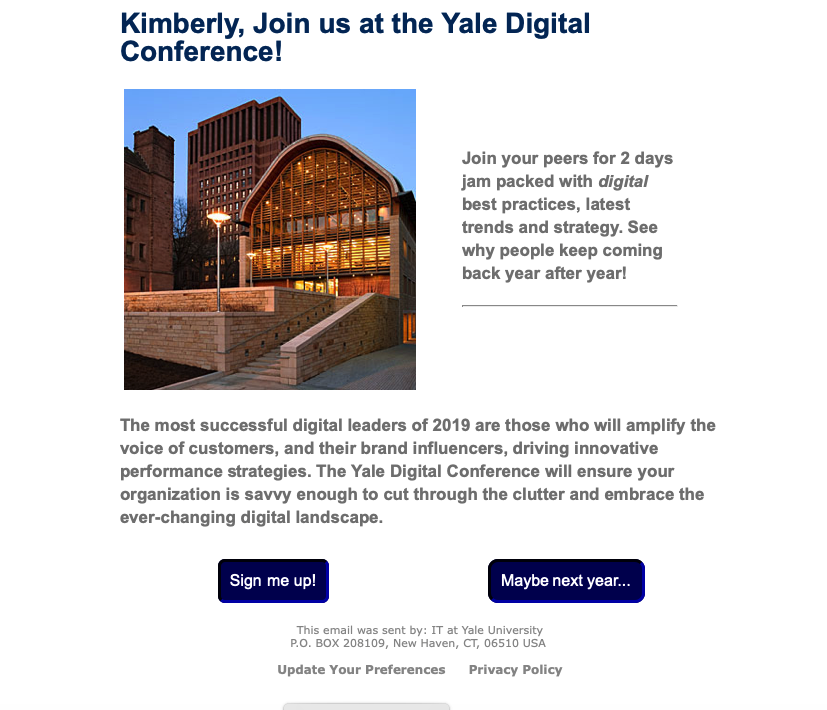 Kimberly, Join us at the Yale Digital
Conference!
Join your peers for 2 days
jam packed with digital
best practices, latest
trends and strategy. See
why people keep coming
back year after year!
The most successful digital leaders of 2019 are those who will amplify the
voice of customers, and their brand influencers, driving innovative
performance strategies. The Yale Digital Conference will ensure your
organization is savvy enough to cut through the clutter and embrace the
ever-changing digital landscape.
Sign me up!
Maybe next year...
This email was sent by: IT at Yale University
P.O. BOX 208109, New Haven, CT, 06510 USA
Update Your Preferences Privacy Policy